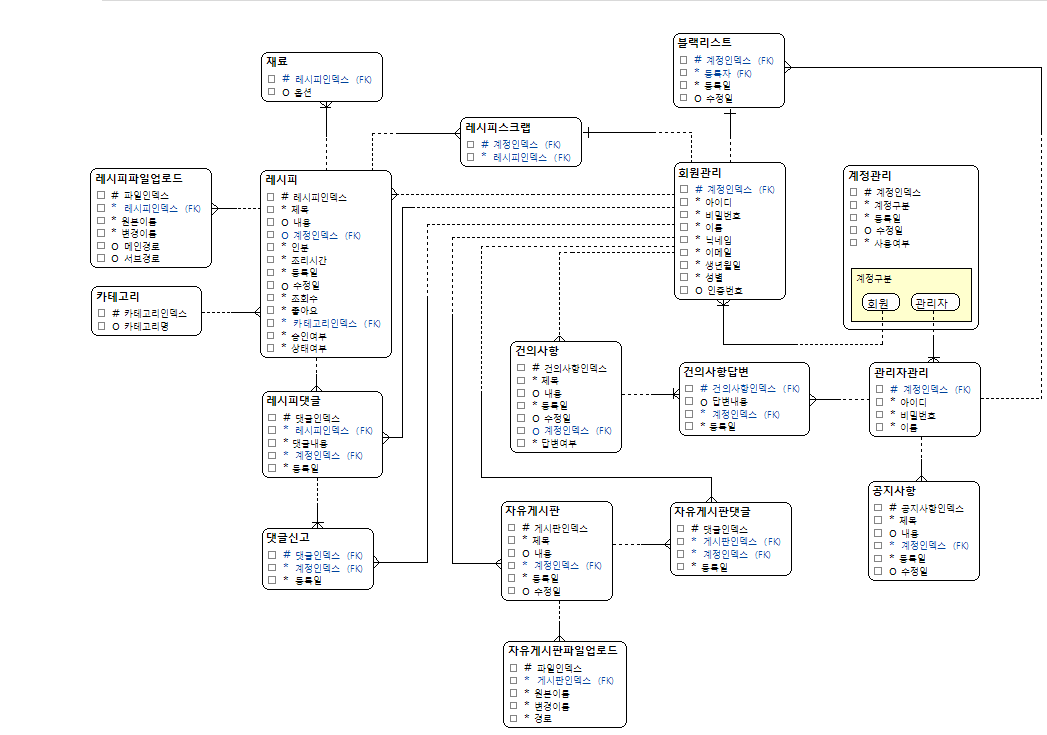 재료
# 레시피인덱스 (FK)
O 옵션
블랙리스트
# 계정인덱스 (FK)
* 등록자 (FK)
* 등록일
O 수정일
레시피스크랩
# 계정인덱스 (FK)
* 레시피인덱스 (FK)
레시피파일업로드
# 파일인덱스
* 레시피인덱스 (FK)
* 원본이름
* 변경이름
O 메인경로
O 서브경로
레시피
# 레시피인덱스
* 제목
O 내용
O 계정인덱스 (FK)
* 인분
* 조리시간
* 등록일
O 수정일
* 조회수
* 좋아요
* 카테고리인덱스 (FK)
* 승인여부
* 상태여부
회원관리
# 계정인덱스 (FK)
* 아이디
* 비밀번호
* 이름
* 닉네임
* 이메일
* 생년월일
* 성별
O 인증번호
계정관리
# 계정인덱스
* 계정구분
* 등록일
O 수정일
* 사용여부
계정구분
회원
관리자
카테고리
# 카테고리인덱스
O 카테고리명
건의사항
# 건의사항인덱스
* 제목
O 내용
* 등록일
O 수정일
O 계정인덱스 (FK)
* 답변여부
건의사항답변
# 건의사항인덱스 (FK)
O 답변내용
* 계정인덱스 (FK)
* 등록일
관리자관리
# 계정인덱스 (FK)
* 아이디
* 비밀번호
* 이름
레시피댓글
# 댓글인덱스
* 레시피인덱스 (FK)
* 댓글내용
* 계정인덱스 (FK)
* 등록일
댓글신고
# 댓글인덱스 (FK)
* 계정인덱스 (FK)
* 등록일
자유게시판
# 게시판인덱스
* 제목
O 내용
* 계정인덱스 (FK)
* 등록일
O 수정일
자유게시판댓글
# 댓글인덱스
* 게시판인덱스 (FK)
* 계정인덱스 (FK)
* 등록일
공지사항
# 공지사항인덱스
* 제목
O 내용
* 계정인덱스 (FK)
* 등록일
O 수정일
자유게시판파일업로드
# 파일인덱스
* 게시판인덱스 (FK)
* 원본이름
* 변경이름
* 경로